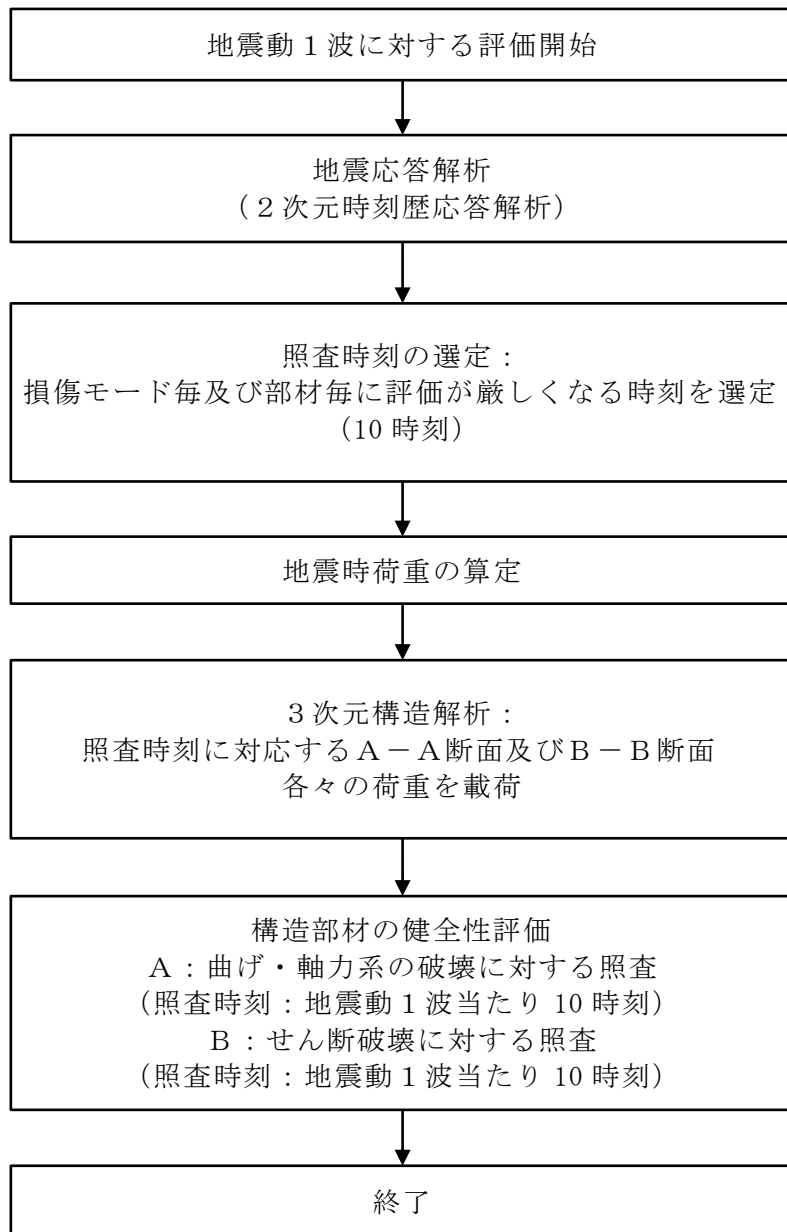 地震動１波に対する評価開始
地震応答解析
（２次元時刻歴応答解析）
照査時刻の選定：
損傷モード毎及び部材毎に評価が厳しくなる時刻を選定
（10 時刻）
地震時荷重の算定
３次元構造解析：
照査時刻に対応するＡ－Ａ断面及びＢ－Ｂ断面
各々の荷重を載荷
構造部材の健全性評価
Ａ：曲げ・軸力系の破壊に対する照査
（照査時刻：地震動１波当たり 10 時刻）
Ｂ：せん断破壊に対する照査
（照査時刻：地震動１波当たり 10 時刻）
終了